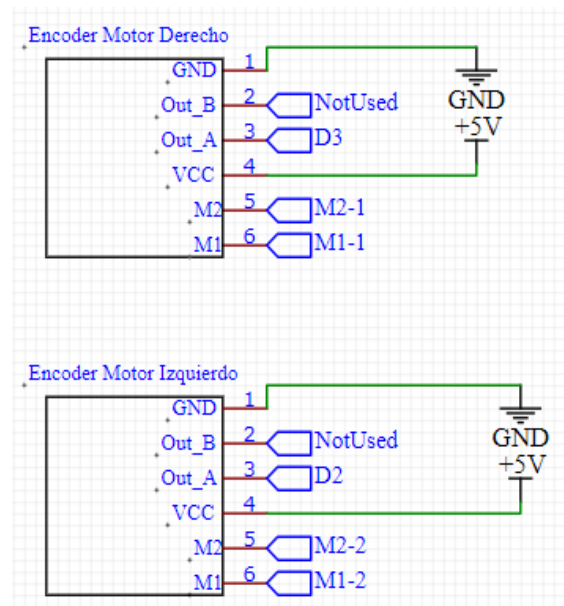 Encoder Motor Derecho
GND 1
GND
Out_B 2 NotUsed
Out_A 3 D3
+5V
VCC 4
M2 5 M2-1
M1 6 M1-1
Encoder Motor Izquierdo
GND 1
GND
Out_B 2 NotUsed
Out_A 3 D2
+5V
VCC 4
M2 5 M2-2
M1 6 M1-2